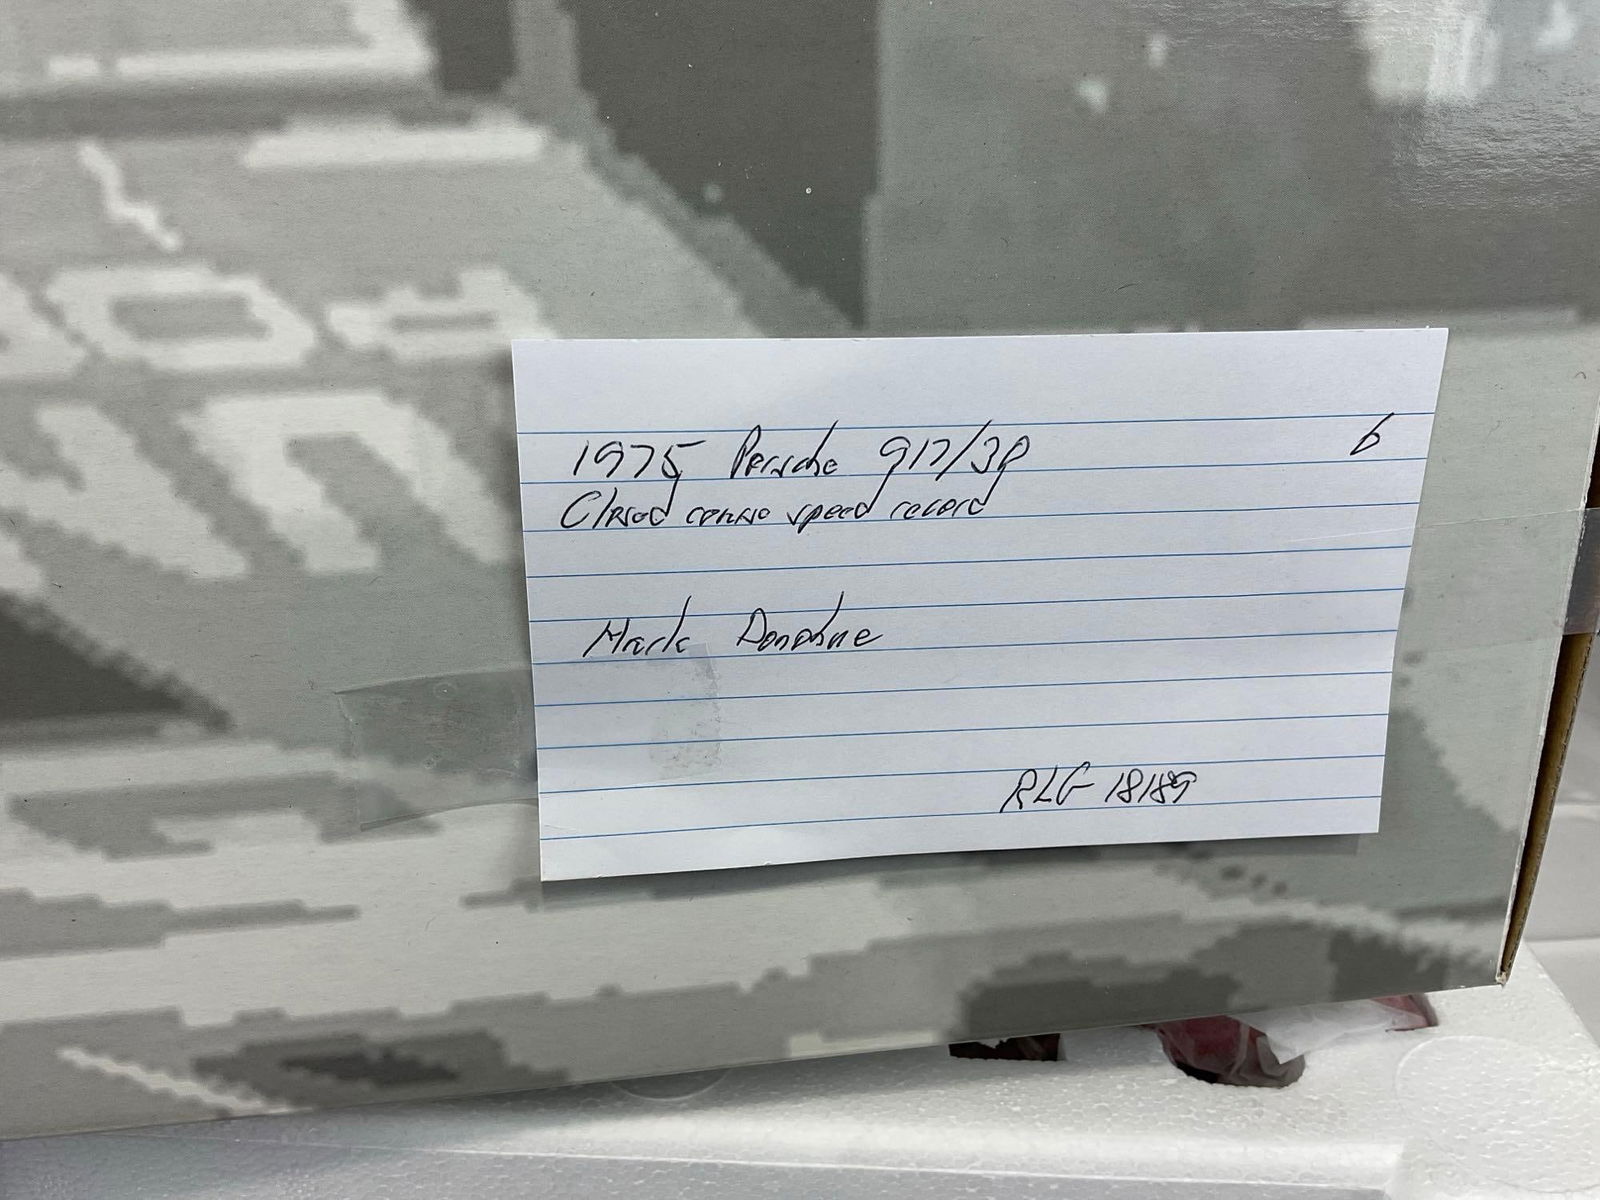 1975 Porsche 917/30 6
Closed course speed record
Mark Donohue
RLG 18189